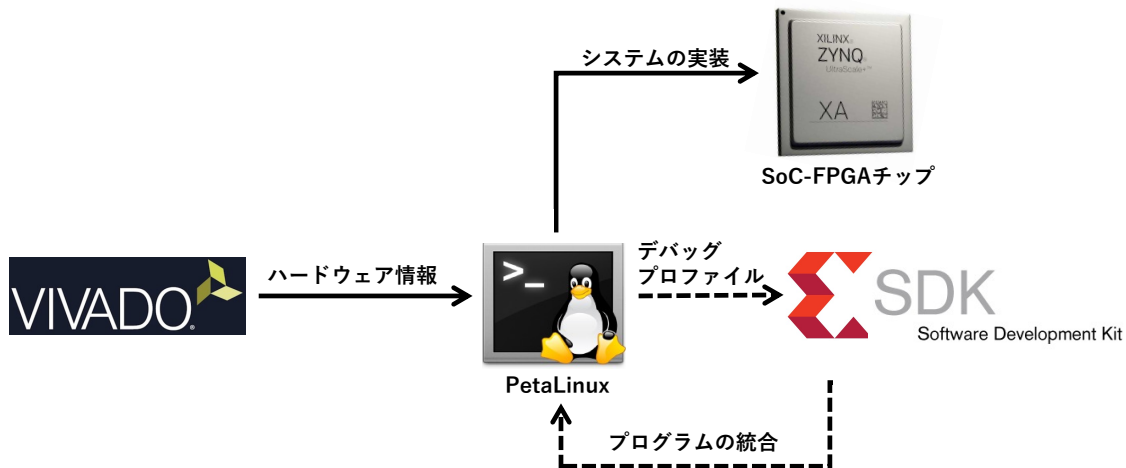 システムの実装
XILINX®
ZYNQ®
UltraScale+™
XA
SoC-FPGAチップ
VIVADO®
ハードウェア情報
>_
デバッグ
プロファイル
SDK
Software Development Kit
PetaLinux
プログラムの統合